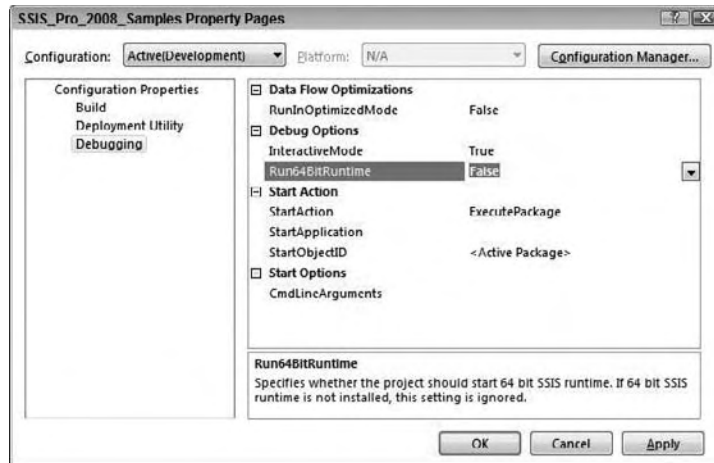 SSIS_Pro_2008_Samples Property Pages
Configuration: Active(Development) Platform: N/A Configuration Manager...
Configuration Properties
Build
Deployment Utility
Debugging
Data Flow Optimizations
RunInOptimizedMode False
Debug Options
InteractiveMode True
Run64BitRuntime False
Start Action
StartAction ExecutePackage
StartApplication
StartObjectID <Active Package>
Start Options
CmdLineArguments
Run64BitRuntime
Specifies whether the project should start 64 bit SSIS runtime. If 64 bit SSIS
runtime is not installed, this setting is ignored.
OK Cancel Apply